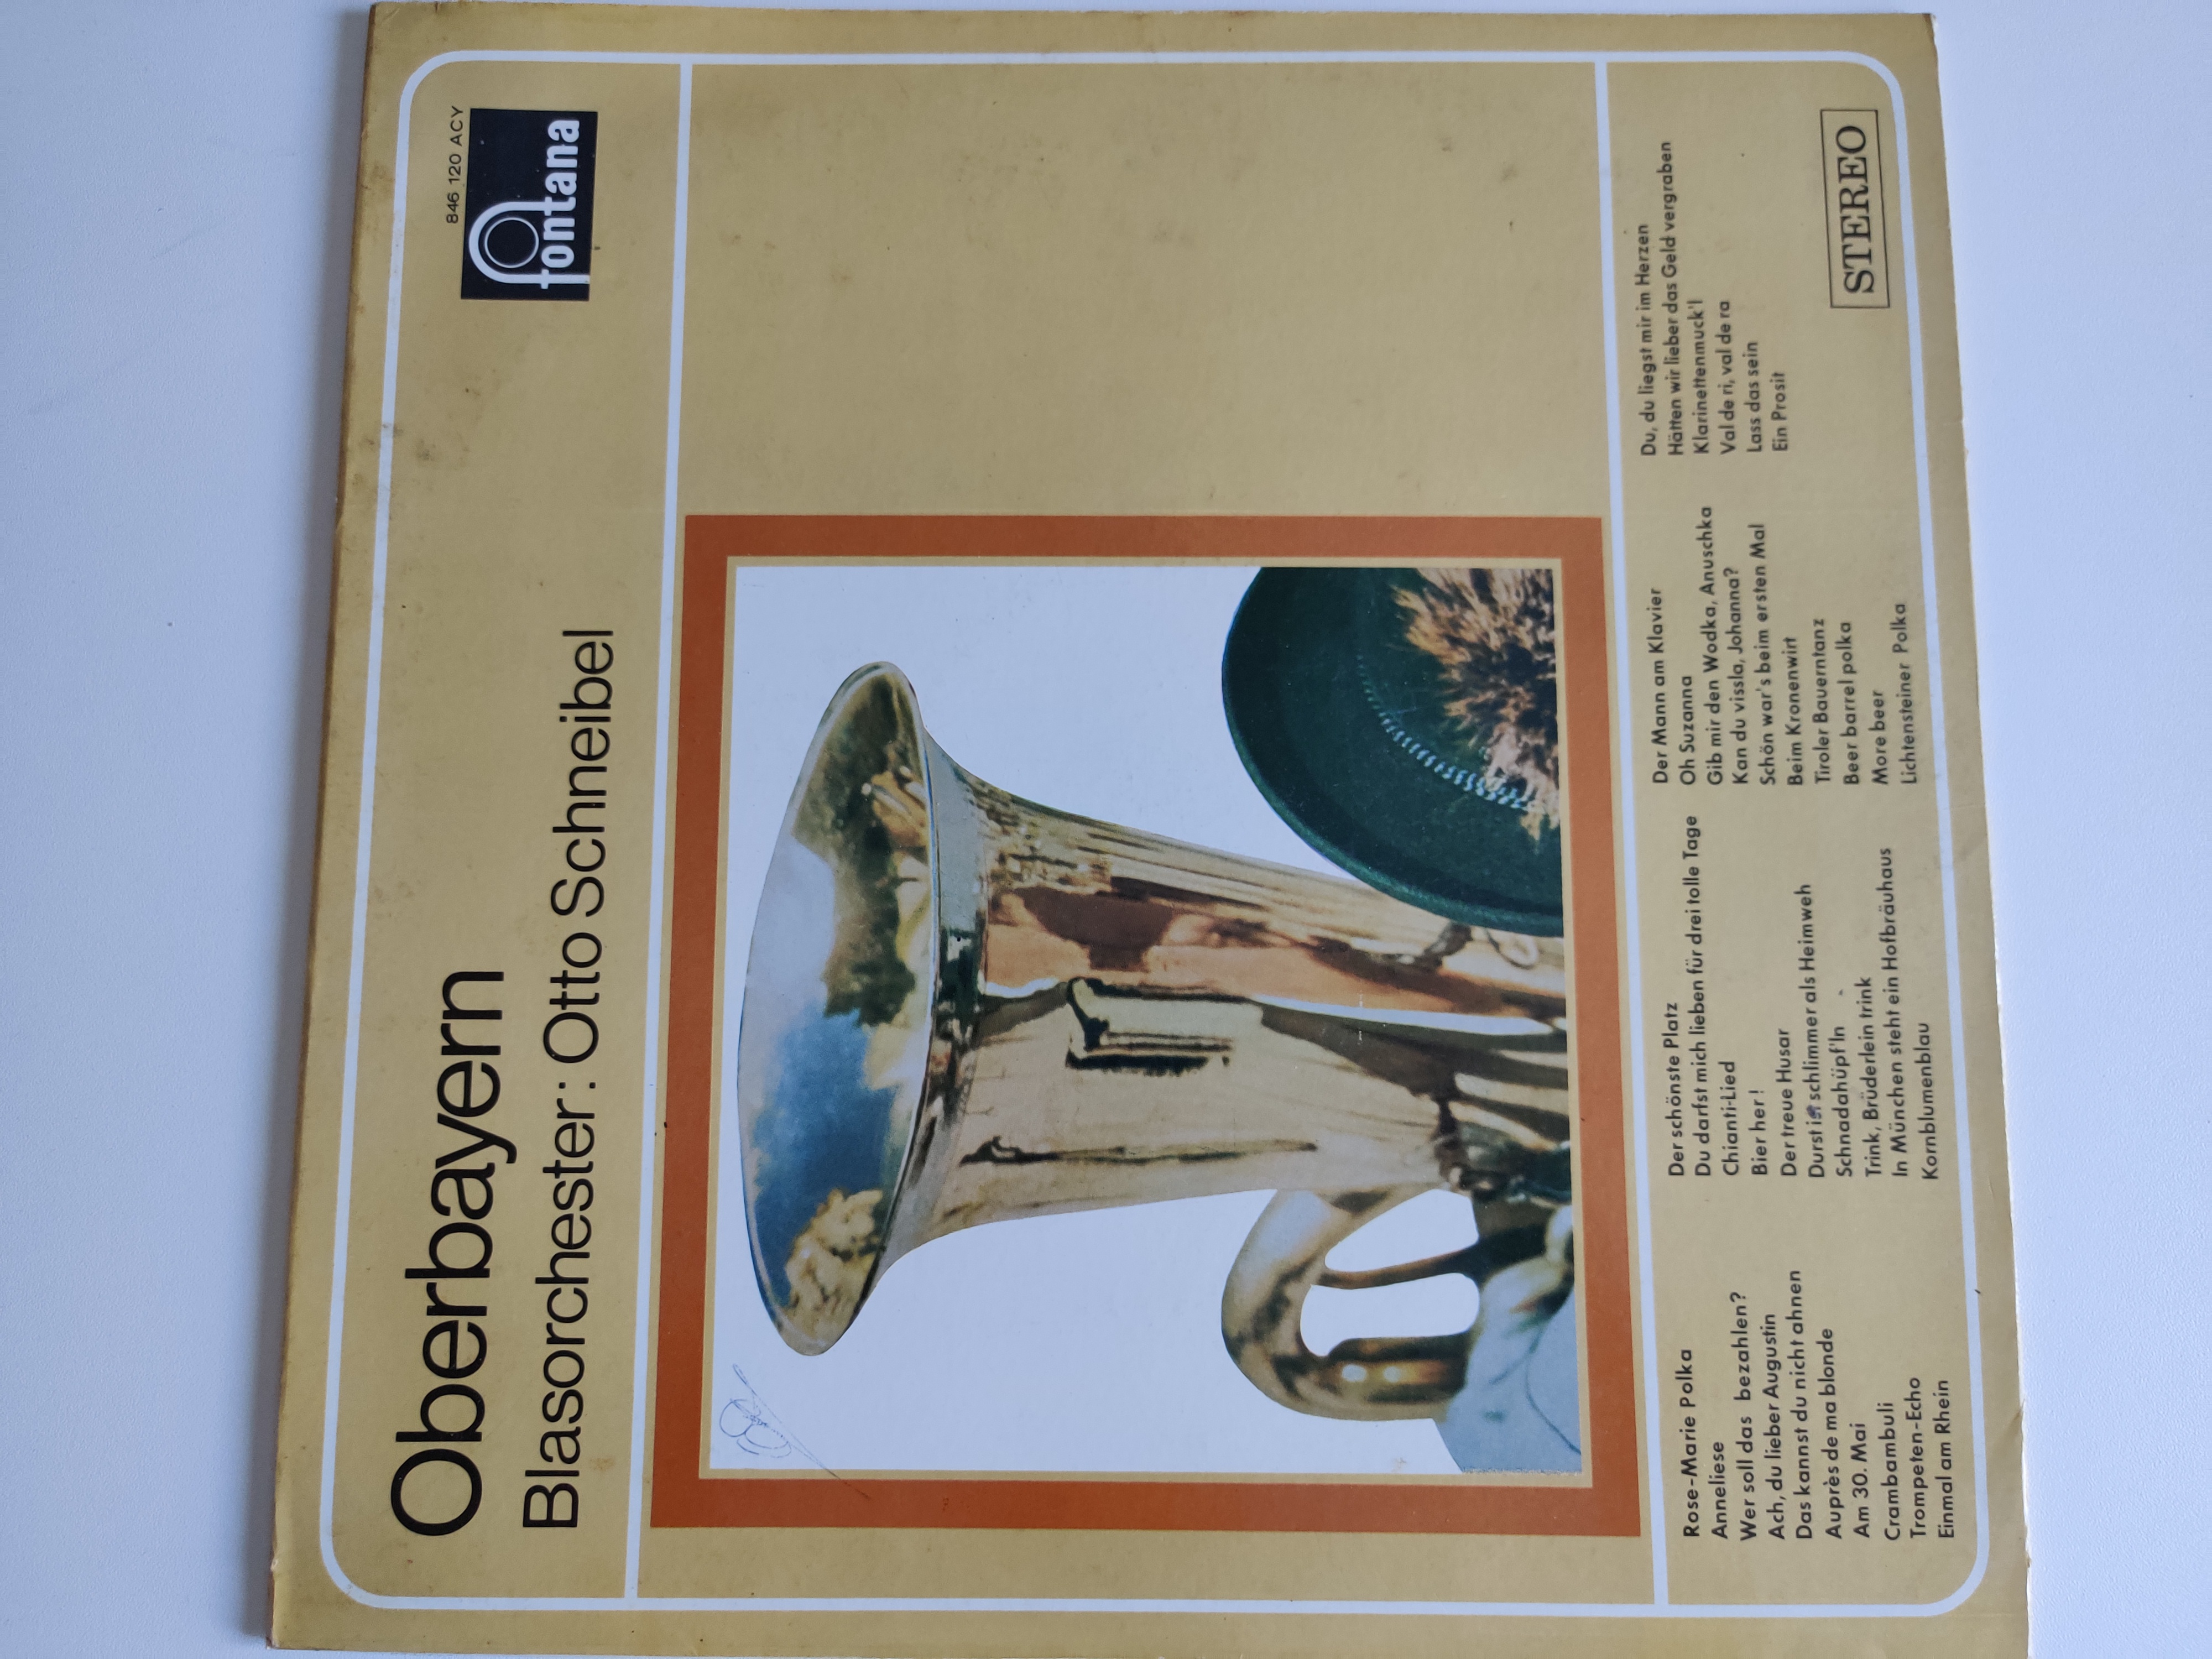 Oberbayern
Blasorchester: Otto Schneibel
846 120 ACY
fontana
Rose-Marie Polka
Anneliese
Wer soll das bezahlen?
Ach, du lieber Augustin
Das kannst du nicht ahnen
Auprès de ma blonde
Am 30. Mai
Crambambuli
Trompeten-Echo
Einmal am Rhein
Der schönste Platz
Du darfst mich lieben für drei tolle Tage
Chianti-Lied
Bier her!
Der treue Husar
Durst ist schlimmer als Heimweh
Schnadahüpf'ln
Trink, Brüderlein trink
In München steht ein Hofbräuhaus
Kornblumenblau
Der Mann am Klavier
Oh Suzanna
Gib mir den Wodka, Anuschka
Kan du vissla, Johanna?
Schön war's beim ersten Mal
Beim Kronenwirt
Tiroler Bauerntanz
Beer barrel polka
More beer
Lichtensteiner Polka
Du, du liegst mir im Herzen
Hätten wir lieber das Geld vergraben
Klarinettenmuck'l
Val de ri, val de ra
Lass das sein
Ein Prosit
STEREO